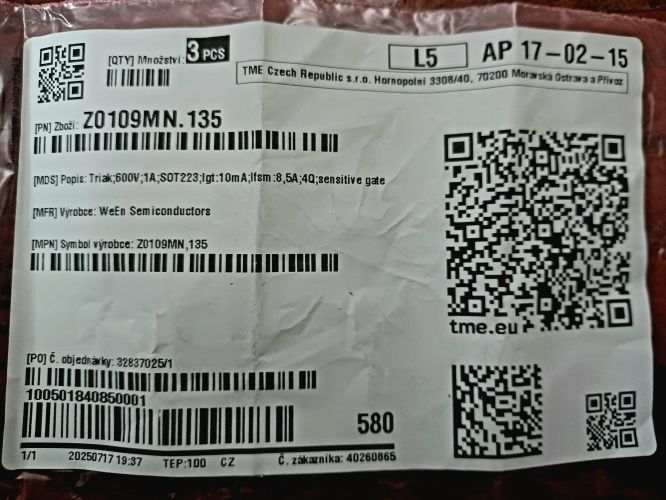 [QTY] Množství: 3 PCS
L5 AP 17-02-15
TME Czech Republic s.r.o. Hornopolní 3308/40, 70200 Moravská Ostrava a Přívoz
[PN] Zboží: Z0109MN.135
[MDS] Popis: Triak;600V;1A;SOT223;Igt:10mA;Ifsm:8,5A;4Q;sensitive gate
[MFR] Výrobce: WeEn Semiconductors
[MPN] Symbol výrobce: Z0109MN,135
tme.eu
[PO] Č. objednávky: 32837025/1
100501840850001
580
1/1 20250717 19:37 TEP:100 CZ Č. zákazníka: 40260865